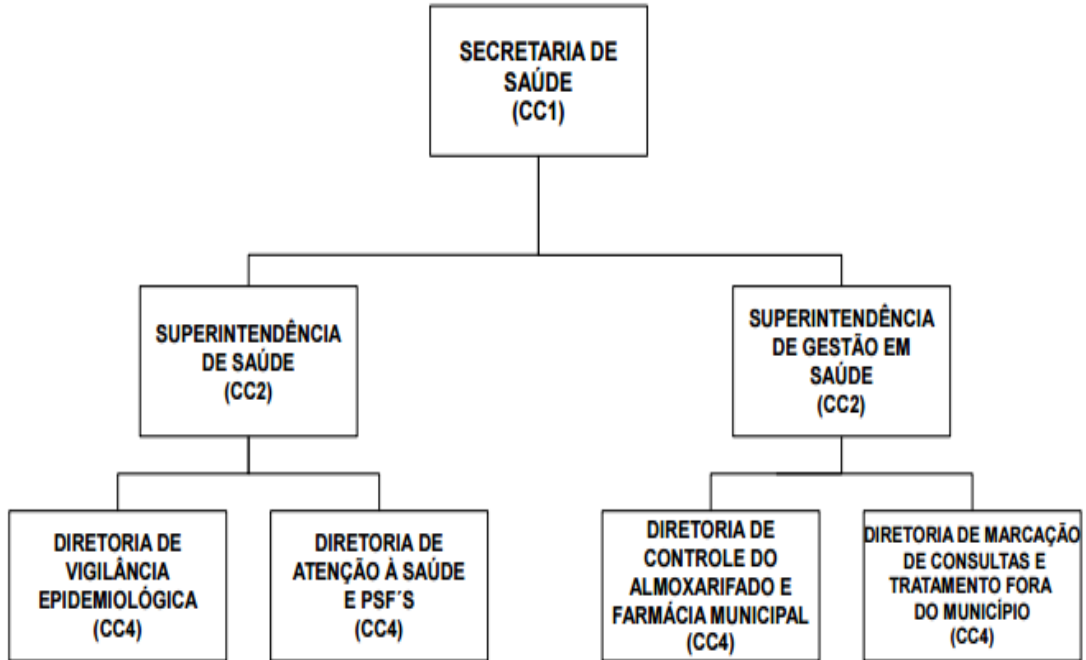 SECRETARIA DE
SAÚDE
(CC1)
SUPERINTENDÊNCIA
DE SAÚDE
(CC2)
SUPERINTENDÊNCIA
DE GESTÃO EM
SAÚDE
(CC2)
DIRETORIA DE
VIGILÂNCIA
EPIDEMIOLÓGICA
(CC4)
DIRETORIA DE
ATENÇÃO À SAÚDE
E PSF´S
(CC4)
DIRETORIA DE
CONTROLE DO
ALMOXARIFADO E
FARMÁCIA MUNICIPAL
(CC4)
DIRETORIA DE MARCAÇÃO
DE CONSULTAS E
TRATAMENTO FORA
DO MUNICÍPIO
(CC4)